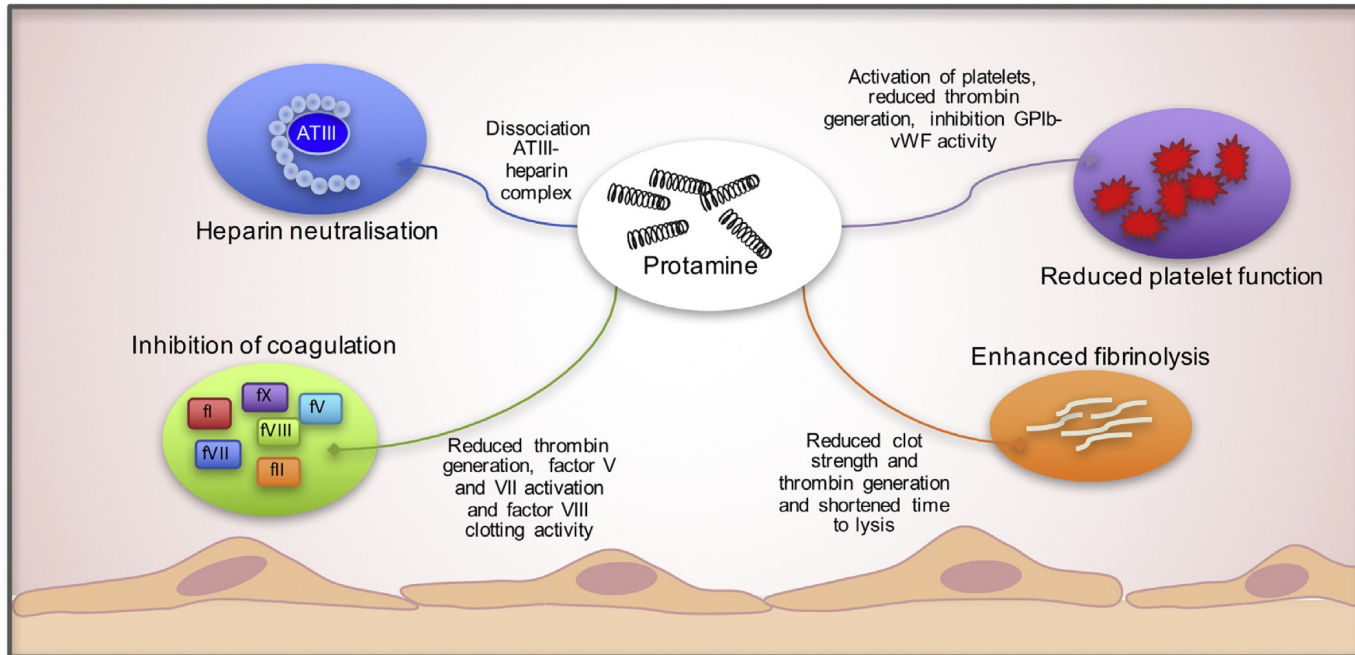 ATIII
Heparin neutralisation
Dissociation
ATIII-
heparin
complex
Protamine
Activation of platelets,
reduced thrombin
generation, inhibition GPIb-
vWF activity
Reduced platelet function
Inhibition of coagulation
fI
fX
fV
fVIII
fVII
fII
Reduced thrombin
generation, factor V
and VII activation
and factor VIII
clotting activity
Reduced clot
strength and
thrombin generation
and shortened time
to lysis
Enhanced fibrinolysis